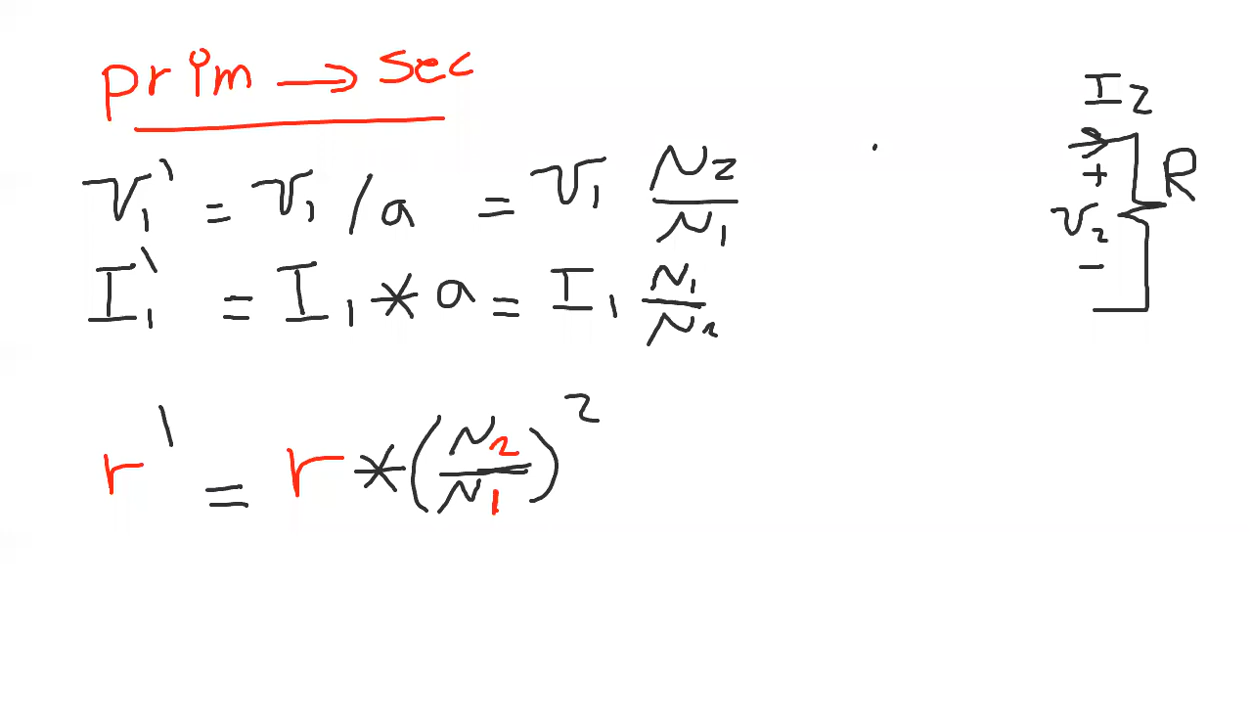 prim → sec
V₁' = V₁ / a = V₁ N₂/N₁
I₁' = I₁ * a = I₁ N₁/N₂
r' = r * (N₂/N₁)²
I₂
+
R
V₂
-